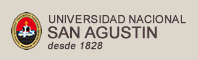 UNIVERSIDAD NACIONAL
SAN AGUSTIN
desde 1828